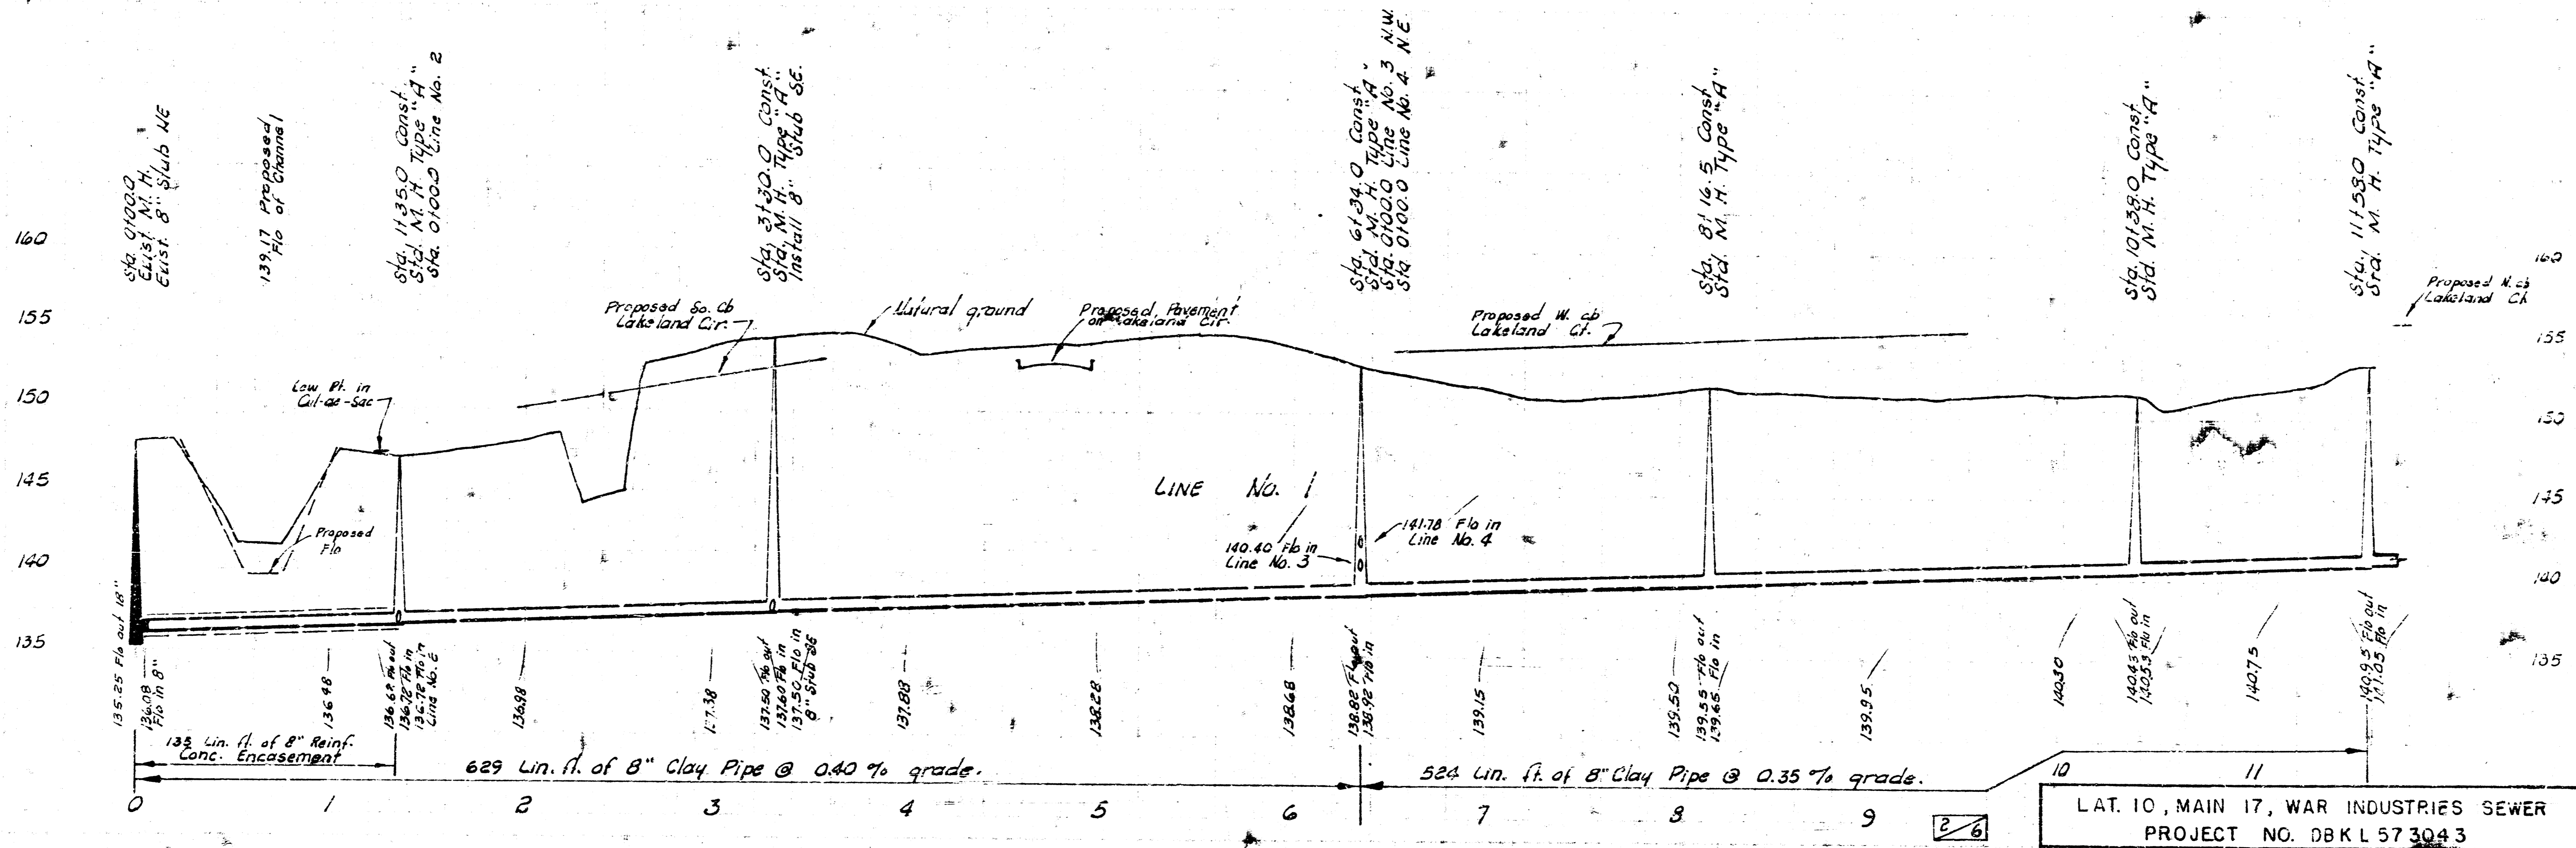 Sta. 0+00.0
Exist. M. H.
Exist. 8" Stub NE
139.17 Proposed
Flo of Channel
Sta. 1+35.0 Const.
Std. M. H. Type "A"
Sta. 0+00.0 Line No. 2
Sta. 3+30.0 Const.
Std. M. H. Type "A"
Install 8" Stub S.E.
Sta. 6+34.0 Const
Std. M. H. Type "A"
Sta. 0+00.0 Line No. 3 N.W.
Sta. 0+00.0 Line No. 4 N.E
Sta. 8+16.5 Const
Std. M. H. Type "A"
Sta. 10+38.0 Const
Std. M. H. Type "A"
Sta. 11+58.0 Const
Std. M. H. Type "A"
160
155
150
145
140
135
160
155
150
145
140
135
Proposed So. cb
Lakeland Cir.
Natural ground
Proposed Pavement
on Lakeland Cir.
Proposed W. cb
Lakeland Ct.
Proposed N. cb
Lakeland Ct
Low Pt. in
Cul-de-Sac
Proposed
Flo
LINE No. 1
140.40 Flo in
Line No. 3
141.78 Flo in
Line No. 4
135.25 Flo out 18"
136.08
Flo in 8"
136.48
136.62 Flo out
136.72 Flo in
136.72 Flo in
Line No.
136.98
137.38
137.50 Flo out
137.60 Flo in
137.50 Flo in
8" Stub SE
137.88
138.28
138.68
138.82 Flo out
138.92 Flo in
139.15
139.50
139.55 Flo out
139.65 Flo in
139.95
140.30
140.43 Flo out
140.53 Flo in
140.75
140.95 Flo out
141.05 Flo in
135 Lin. ft. of 8" Reinf.
Conc. Encasement
629 Lin. ft. of 8" Clay Pipe @ 0.40 % grade.
524 Lin. ft. of 8" Clay Pipe @ 0.35 % grade.
0 1 2 3 4 5 6 7 8 9 10 11
2/6
LAT. 10, MAIN 17, WAR INDUSTRIES SEWER
PROJECT NO. DBKL 573043